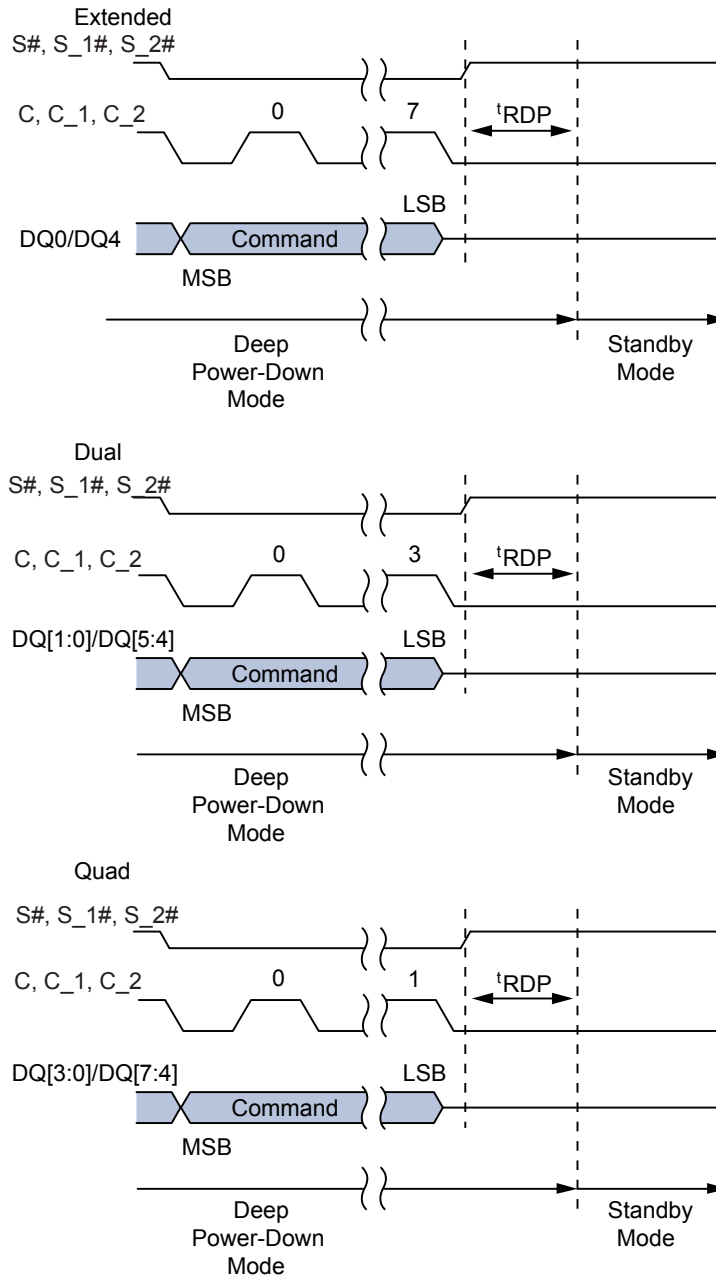 Extended
S#, S_1#, S_2#
C, C_1, C_2
0
7
tRDP
LSB
DQ0/DQ4
Command
MSB
Deep
Power-Down
Mode
Standby
Mode
Dual
S#, S_1#, S_2#
C, C_1, C_2
0
3
tRDP
DQ[1:0]/DQ[5:4]
LSB
Command
MSB
Deep
Power-Down
Mode
Standby
Mode
Quad
S#, S_1#, S_2#
C, C_1, C_2
0
1
tRDP
DQ[3:0]/DQ[7:4]
LSB
Command
MSB
Deep
Power-Down
Mode
Standby
Mode